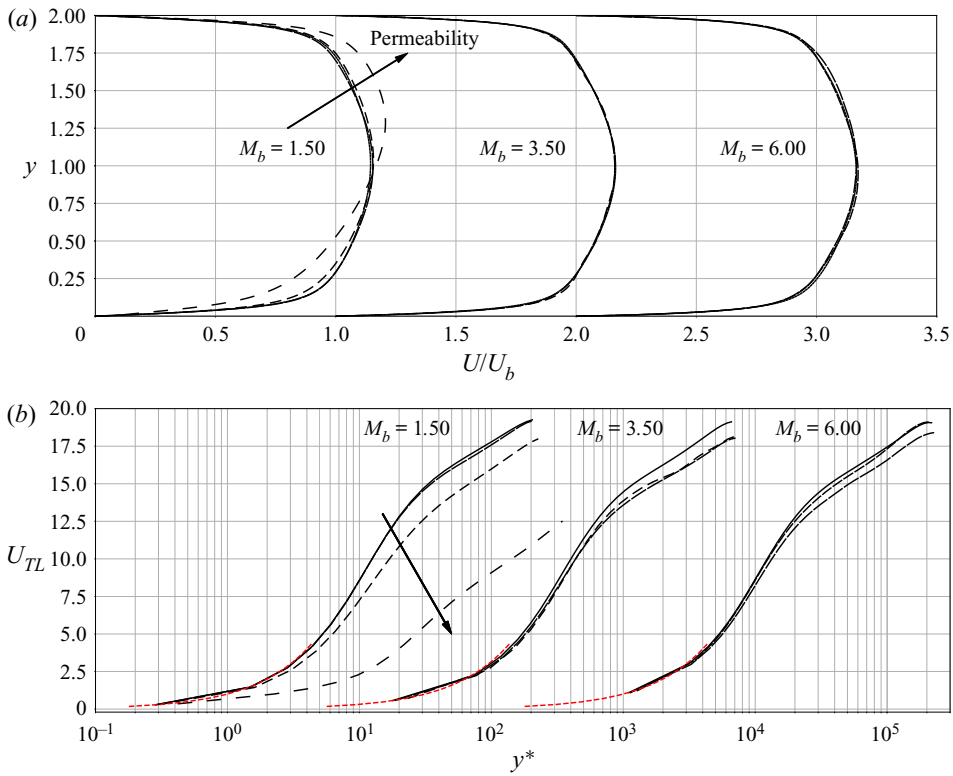 (a)
2.00
1.75
1.50
1.25
1.00
0.75
0.50
0.25
0
y
Permeability
M_b = 1.50
M_b = 3.50
M_b = 6.00
0.5
1.0
1.5
2.0
2.5
3.0
3.5
U/U_b
(b)
20.0
17.5
15.0
12.5
10.0
7.5
5.0
2.5
0
U_TL
M_b = 1.50
M_b = 3.50
M_b = 6.00
10^−1
10^0
10^1
10^2
10^3
10^4
10^5
y*